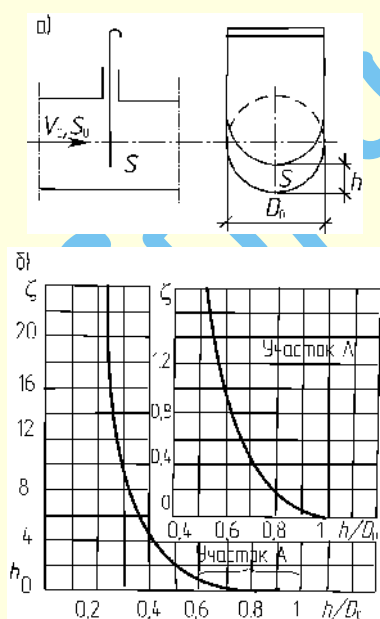 а)
V₀,S₀
S
S
h
D₀
б)
ζ
20
16
12
8
4
h 0
0,2 0,4 0,6 0,8 1 h/D₀
Участок А
ζ
Участок А
1,2
0,8
0,4
0
0,4 0,6 0,8 1 h/D₀